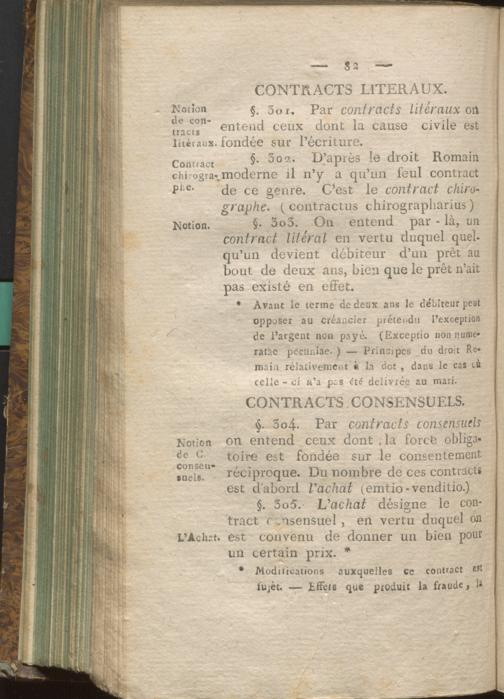 — 82 —
CONTRACTS LITERAUX.
Notion
de con-
tracts
litéraux.
§. 301. Par contracts litéraux on
entend ceux dont la cause civile est
fondée sur l'écriture.
Contract
chirogra-
phe.
§. 302. D'après le droit Romain
moderne il n'y a qu'un seul contract
de ce genre. C'est le contract chiro-
graphe. (contractus chirographarius)
Notion.
§. 303. On entend par-là, un
contract litéral en vertu duquel quel-
qu'un devient débiteur d'un prêt au
bout de deux ans, bien que le prêt n'ait
pas existé en effet.
* Avant le terme de deux ans le débiteur peut
opposer au créancier prétendu l'exception
de l'argent non payé. (Exceptio non nume-
ratae pecuniae.) — Principes du droit Ro-
main rélativement à la dot, dans le cas où
celle-ci n'a pas été delivrée au mari.
CONTRACTS CONSENSUELS.
Notion
de C.
consen-
suels.
§. 304. Par contracts consensuels
on entend ceux dont la force obliga-
toire est fondée sur le consentement
réciproque. Du nombre de ces contracts
est d'abord l'achat (emtio-venditio.)
L'Achat.
§. 305. L'achat désigne le con-
tract consensuel, en vertu duquel on
est convenu de donner un bien pour
un certain prix. *
* Modifications auxquelles ce contract est
sujèt. — Effets que produit la fraude, la